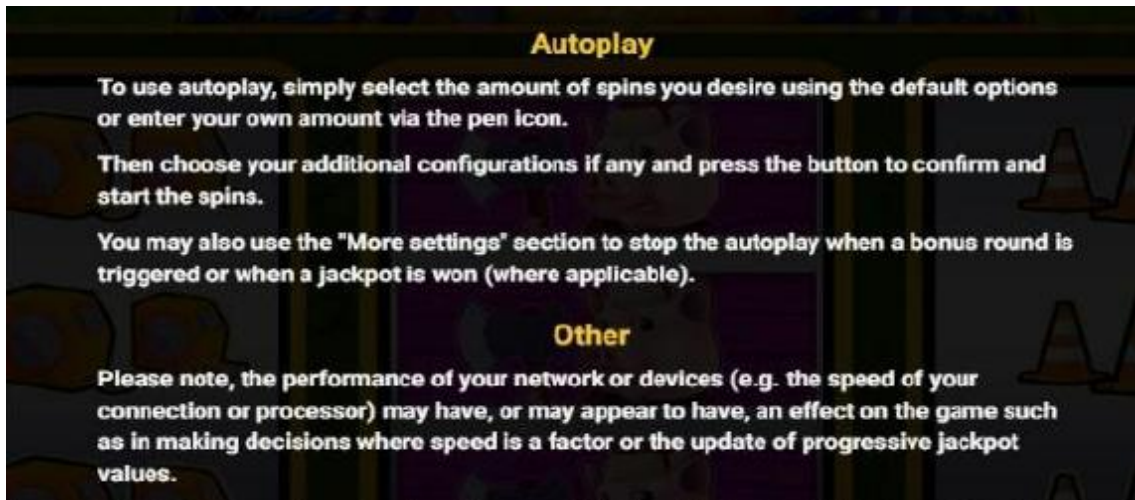 Autoplay
To use autoplay, simply select the amount of spins you desire using the default options
or enter your own amount via the pen icon.
Then choose your additional configurations if any and press the button to confirm and
start the spins.
You may also use the "More settings" section to stop the autoplay when a bonus round is
triggered or when a jackpot is won (where applicable).
Other
Please note, the performance of your network or devices (e.g. the speed of your
connection or processor) may have, or may appear to have, an effect on the game such
as in making decisions where speed is a factor or the update of progressive jackpot
values.